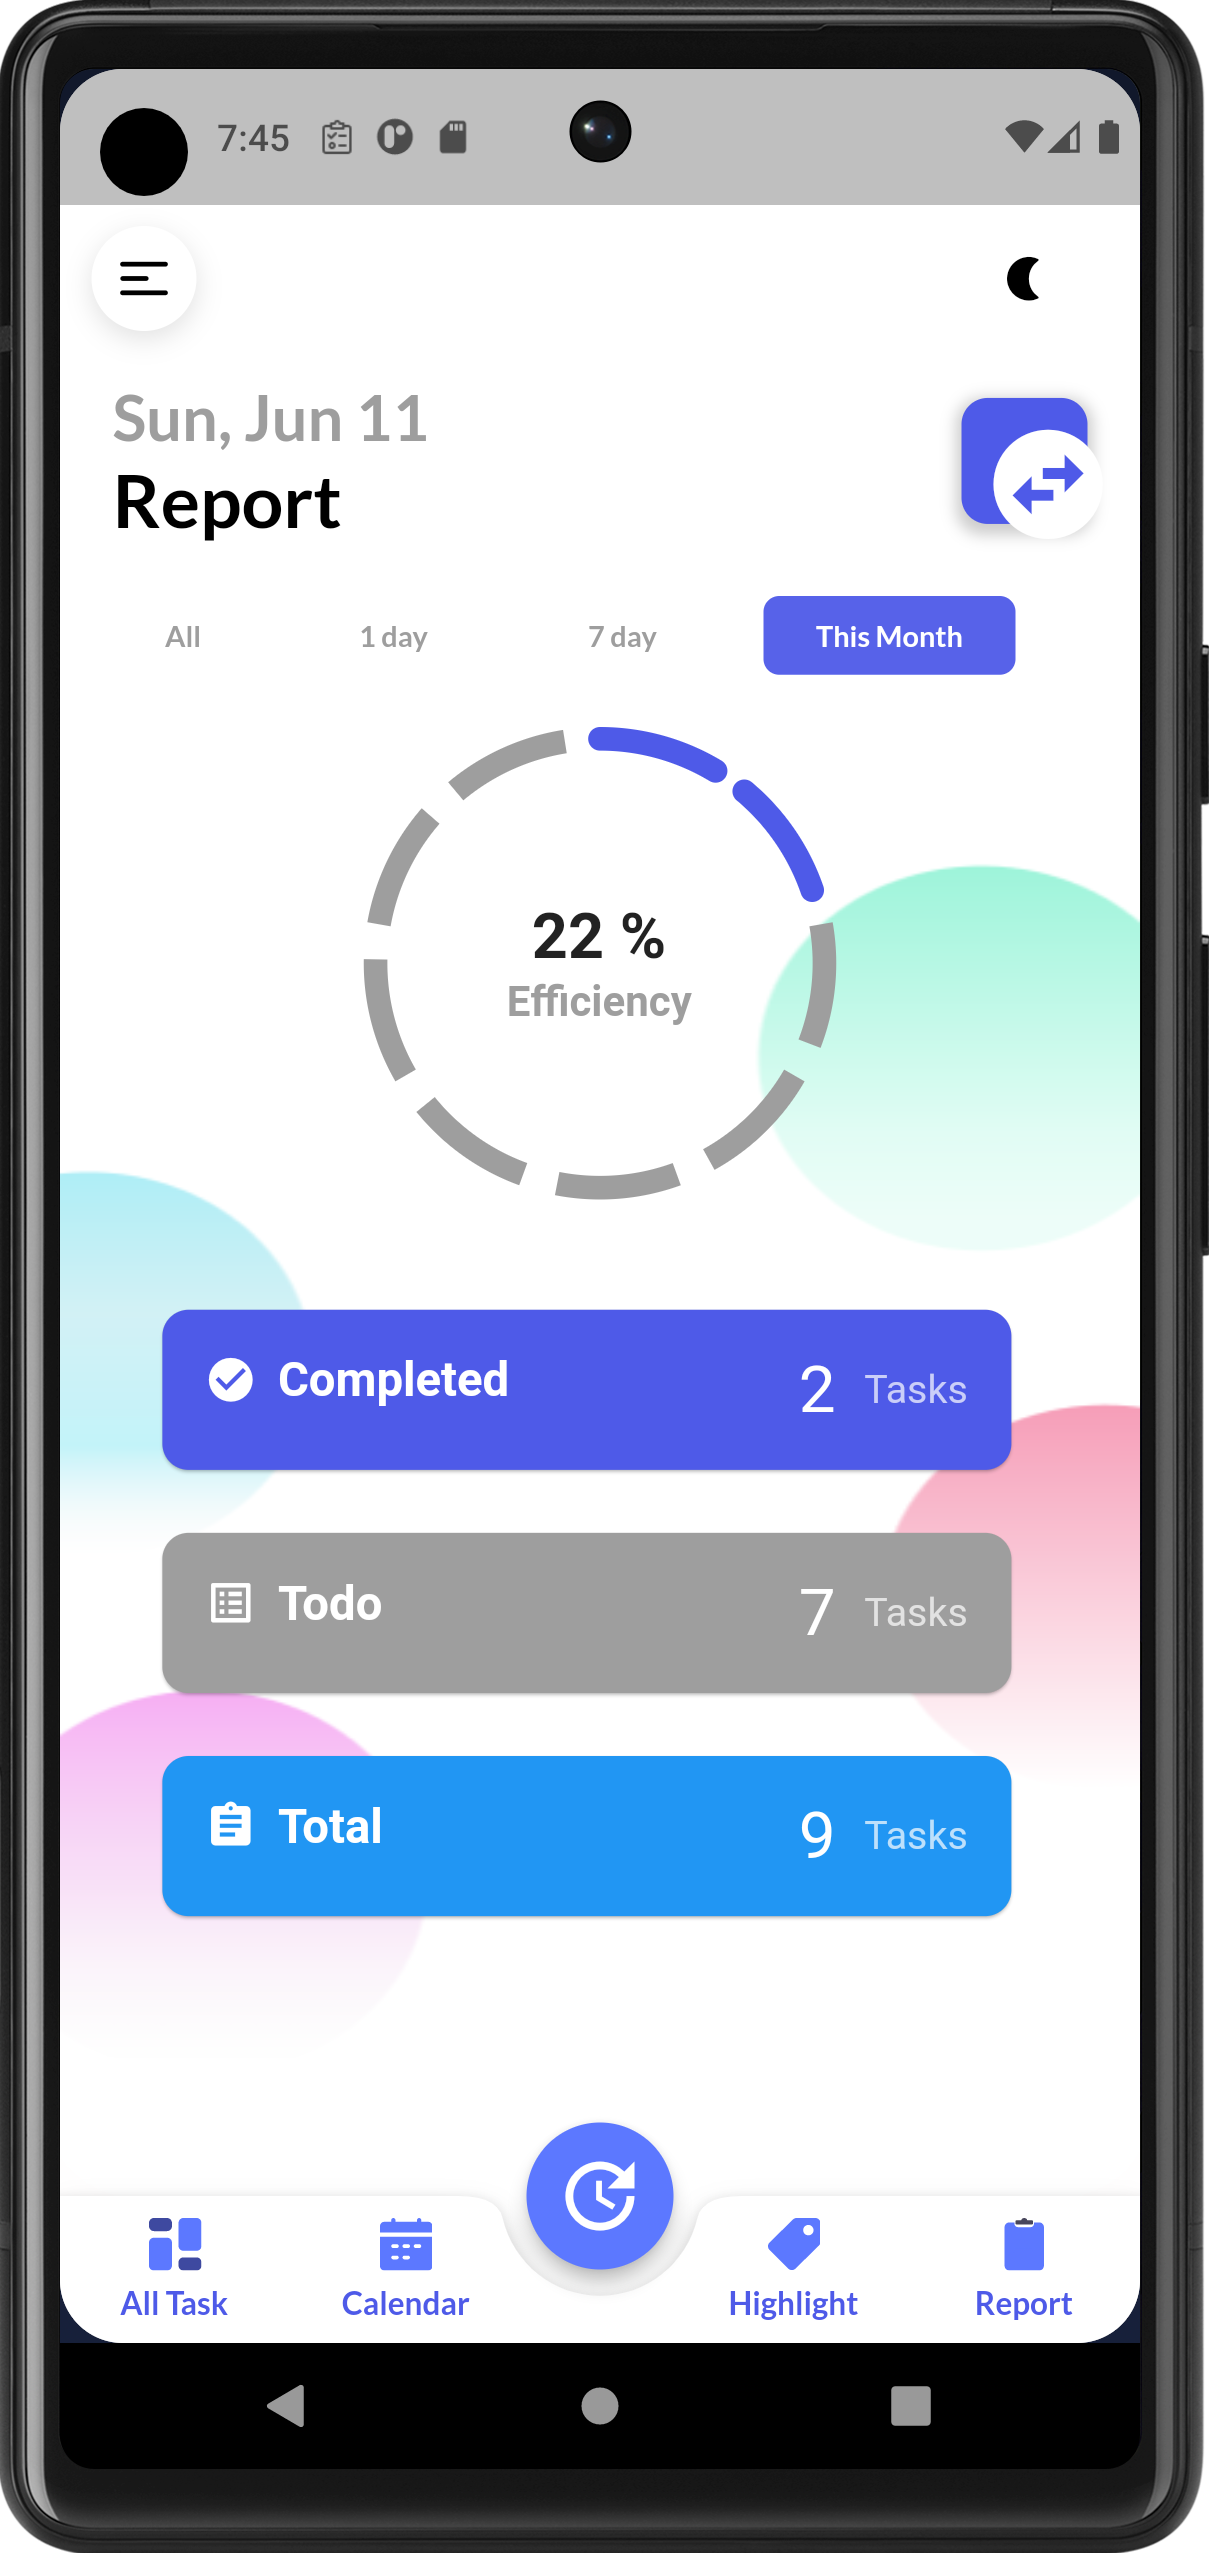 7:45
Sun, Jun 11
Report
All 1 day 7 day This Month
22 %
Efficiency
Completed 2 Tasks
Todo 7 Tasks
Total 9 Tasks
All Task Calendar Highlight Report